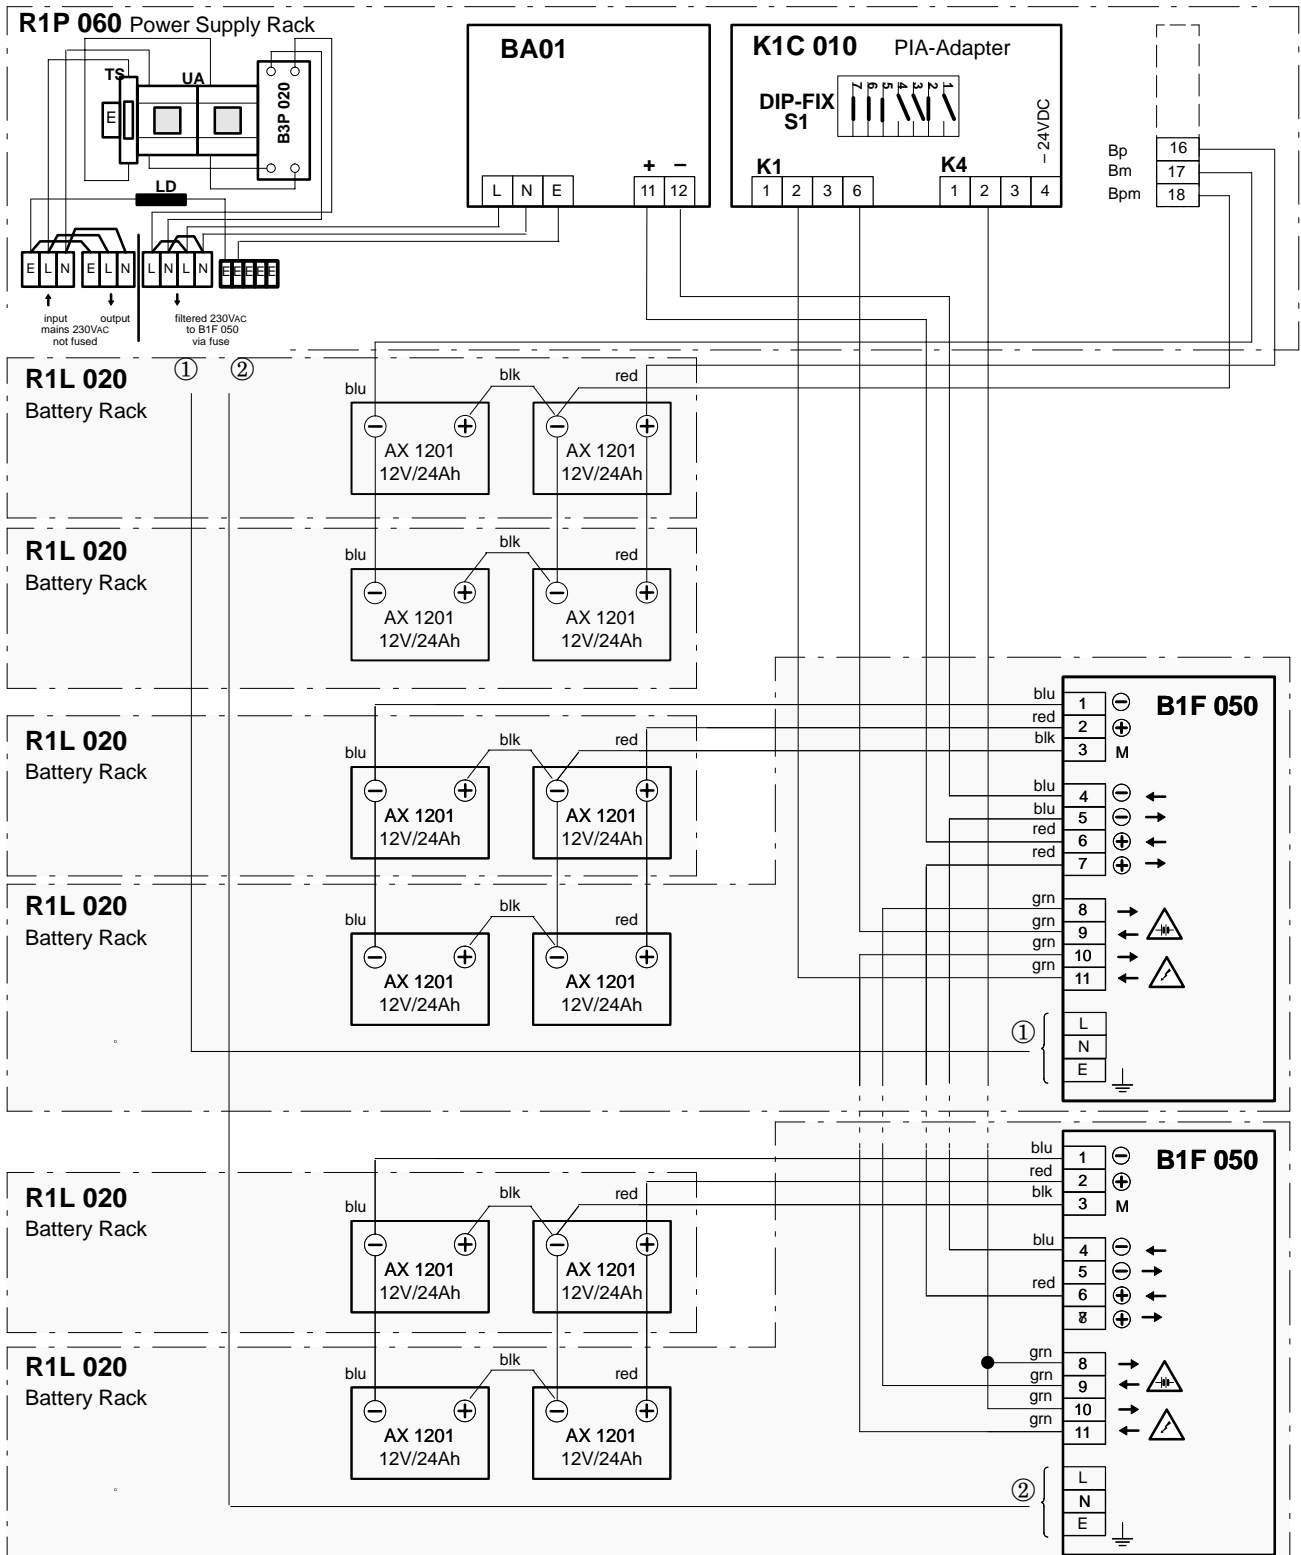 R1P 060 Power Supply Rack
TS
UA
E
B3P 020
LD
E L N E L N L N L N E E E E E
input
mains 230VAC
not fused
output
filtered 230VAC
to B1F 050
via fuse
BA01
+ −
L N E 11 12
K1C 010 PIA-Adapter
DIP-FIX
S1
7 6 5 4 3 2 1
– 24VDC
K1
1 2 3 6
K4
1 2 3 4
Bp 16
Bm 17
Bpm 18
① ②
R1L 020
Battery Rack
blu
blk
red
− + − +
AX 1201
12V/24Ah
AX 1201
12V/24Ah
R1L 020
Battery Rack
blu
blk
red
− + − +
AX 1201
12V/24Ah
AX 1201
12V/24Ah
R1L 020
Battery Rack
blu
blk
red
− + − +
AX 1201
12V/24Ah
AX 1201
12V/24Ah
R1L 020
Battery Rack
blu
blk
red
− + − +
AX 1201
12V/24Ah
AX 1201
12V/24Ah
B1F 050
blu 1 −
red 2 +
blk 3 M
blu 4 − ←
blu 5 − →
red 6 + ←
red 7 + →
grn 8 →
grn 9 ←
grn 10 →
grn 11 ←
①
L
N
E
R1L 020
Battery Rack
blu
blk
red
− + − +
AX 1201
12V/24Ah
AX 1201
12V/24Ah
R1L 020
Battery Rack
blu
blk
red
− + − +
AX 1201
12V/24Ah
AX 1201
12V/24Ah
B1F 050
blu 1 −
red 2 +
blk 3 M
blu 4 − ←
5 − →
red 6 + ←
+ →
grn 8 →
grn 9 ←
grn 10 →
grn 11 ←
②
L
N
E